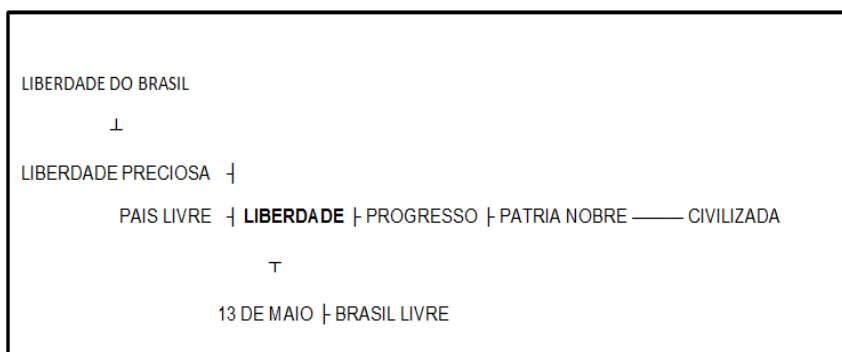 LIBERDADE DO BRASIL
┴
LIBERDADE PRECIOSA ┤
PAIS LIVRE ┤ LIBERDADE ├ PROGRESSO ├ PATRIA NOBRE ——— CIVILIZADA
┬
13 DE MAIO ├ BRASIL LIVRE